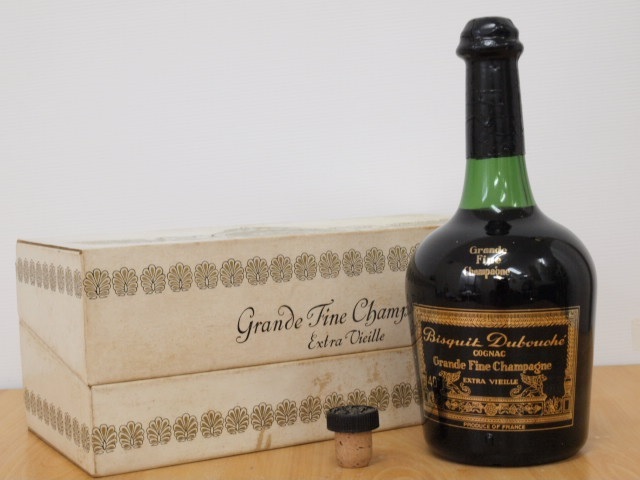 Grande Fine Champ
Extra Vieille
Grande
Fine
Champagne
Bisquit Dubouché
COGNAC
Grande Fine Champagne
EXTRA VIEILLE
40
PRODUCE OF FRANCE